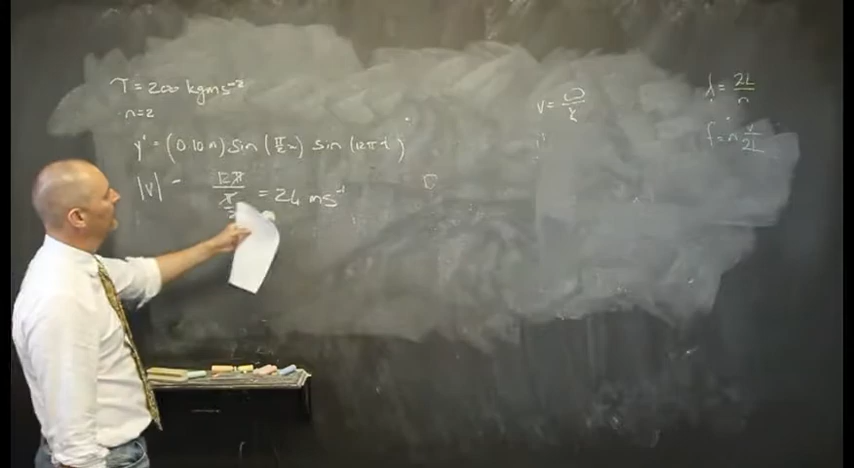 T = 200 kgms⁻²
n=2
y' = (0.10 m) sin (π/2 x) sin (12π t)
|v| = 12π / π/2 = 24 ms⁻¹
v = ω/k
λ = 2L/n
f = n v/2L